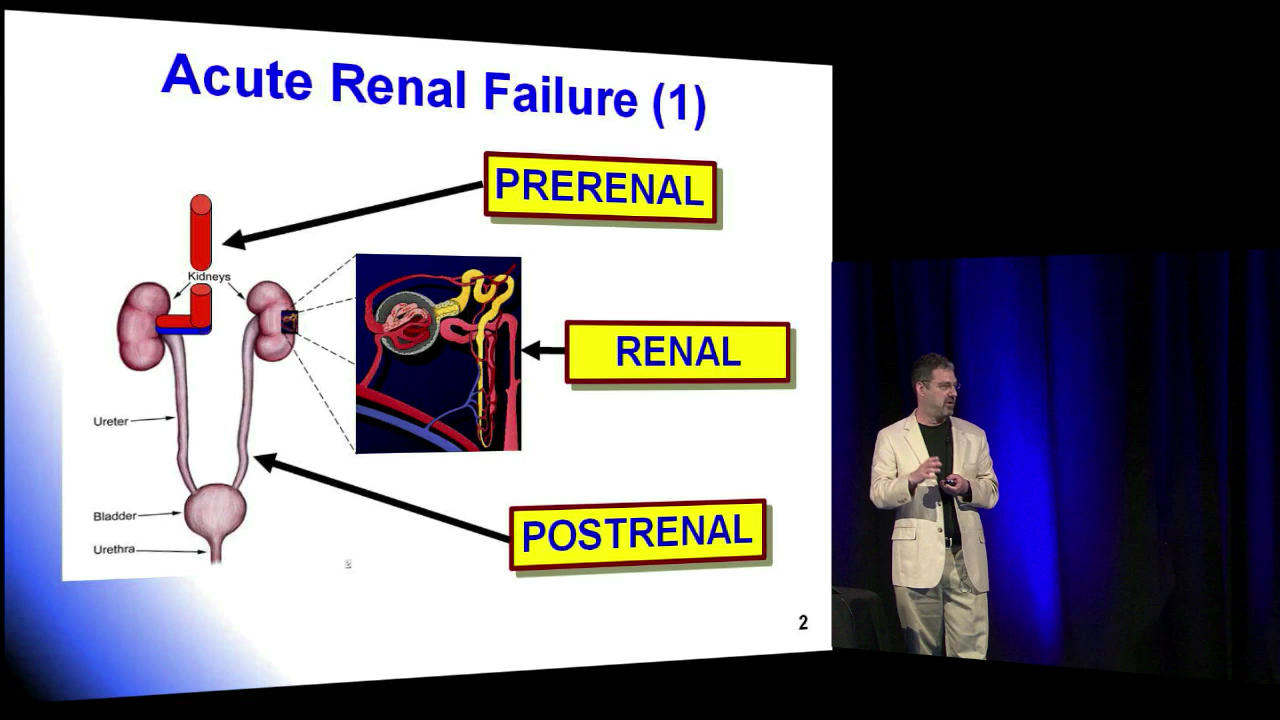 Acute Renal Failure (1)
PRERENAL
Kidneys
RENAL
Ureter
Bladder
POSTRENAL
Urethra
2